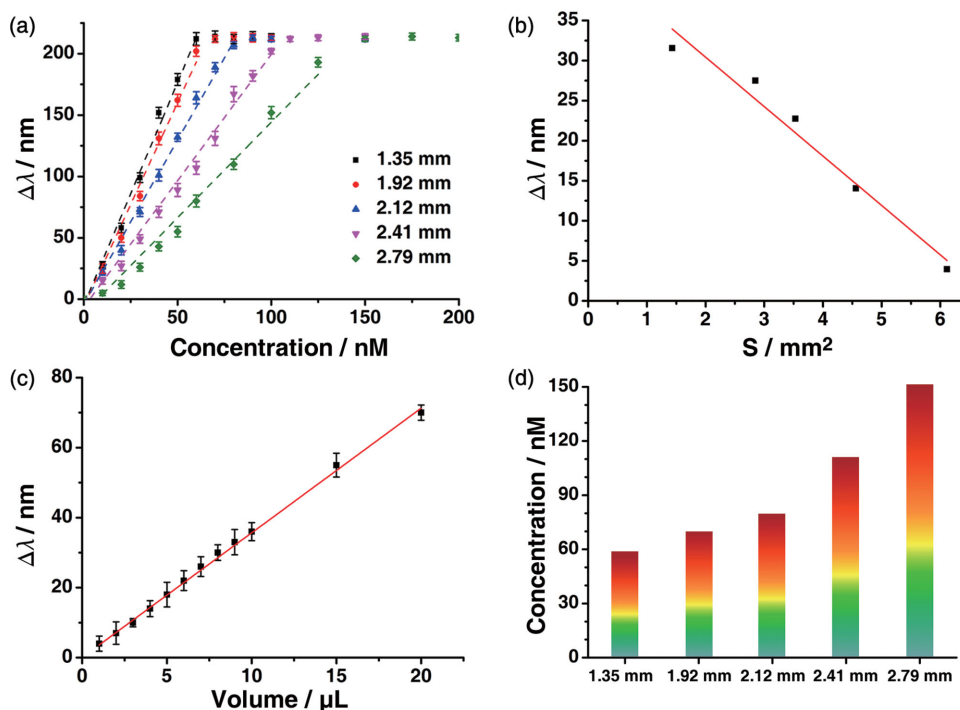 (a)
200
150
100
50
0
Δλ / nm
1.35 mm
1.92 mm
2.12 mm
2.41 mm
2.79 mm
0 50 100 150 200
Concentration / nM
(b)
35
30
25
20
15
10
5
0
Δλ / nm
0 1 2 3 4 5 6
S / mm²
(c)
80
60
40
20
0
Δλ / nm
0 5 10 15 20
Volume / μL
(d)
150
120
90
60
30
0
Concentration / nM
1.35 mm 1.92 mm 2.12 mm 2.41 mm 2.79 mm